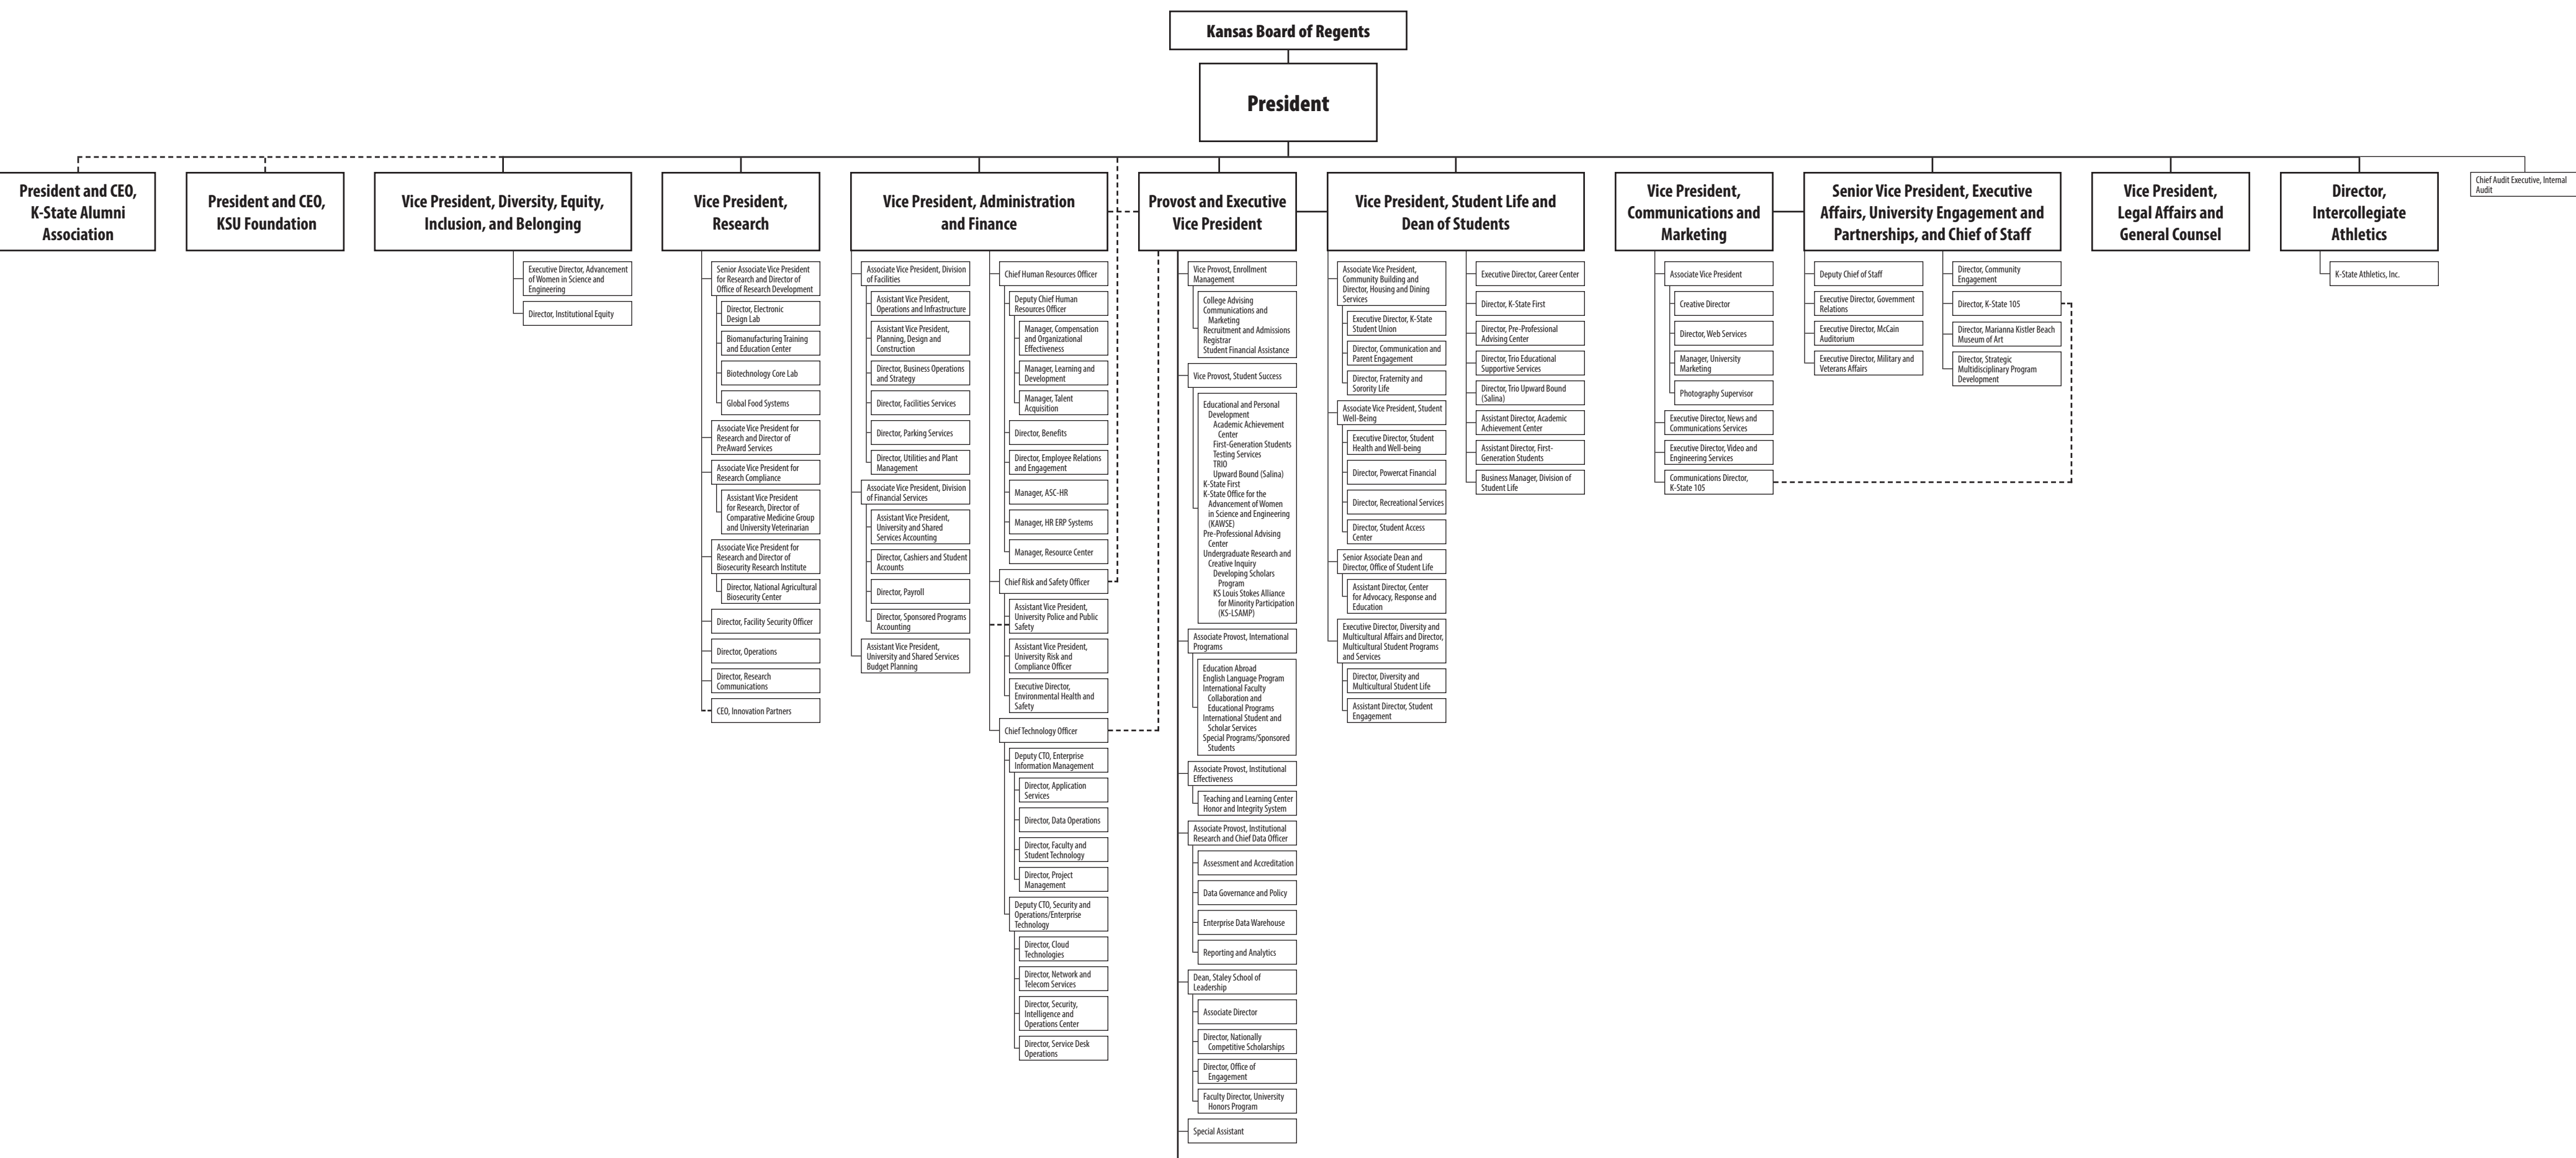 Kansas Board of Regents
President
President and CEO,
K-State Alumni
Association
President and CEO,
KSU Foundation
Vice President, Diversity, Equity,
Inclusion, and Belonging
Executive Director, Advancement
of Women in Science and
Engineering
Director, Institutional Equity
Vice President,
Research
Senior Associate Vice President
for Research and Director of
Office of Research Development
Director, Electronic
Design Lab
Biomanufacturing Training
and Education Center
Biotechnology Core Lab
Global Food Systems
Associate Vice President for
Research and Director of
PreAward Services
Associate Vice President for
Research Compliance
Assistant Vice President
for Research, Director of
Comparative Medicine Group
and University Veterinarian
Associate Vice President for
Research and Director of
Biosecurity Research Institute
Director, National Agricultural
Biosecurity Center
Director, Facility Security Officer
Director, Operations
Director, Research
Communications
CEO, Innovation Partners
Vice President, Administration
and Finance
Associate Vice President, Division
of Facilities
Assistant Vice President,
Operations and Infrastructure
Assistant Vice President,
Planning, Design and
Construction
Director, Business Operations
and Strategy
Director, Facilities Services
Director, Parking Services
Director, Utilities and Plant
Management
Associate Vice President, Division
of Financial Services
Assistant Vice President,
University and Shared
Services Accounting
Director, Cashiers and Student
Accounts
Director, Payroll
Director, Sponsored Programs
Accounting
Assistant Vice President,
University and Shared Services
Budget Planning
Chief Human Resources Officer
Deputy Chief Human
Resources Officer
Manager, Compensation
and Organizational
Effectiveness
Manager, Learning and
Development
Manager, Talent
Acquisition
Director, Benefits
Director, Employee Relations
and Engagement
Manager, ASC-HR
Manager, HR ERP Systems
Manager, Resource Center
Chief Risk and Safety Officer
Assistant Vice President,
University Police and Public
Safety
Assistant Vice President,
University Risk and
Compliance Officer
Executive Director,
Environmental Health and
Safety
Chief Technology Officer
Deputy CTO, Enterprise
Information Management
Director, Application
Services
Director, Data Operations
Director, Faculty and
Student Technology
Director, Project
Management
Deputy CTO, Security and
Operations/Enterprise
Technology
Director, Cloud
Technologies
Director, Network and
Telecom Services
Director, Security,
Intelligence and
Operations Center
Director, Service Desk
Operations
Provost and Executive
Vice President
Vice Provost, Enrollment
Management
College Advising
Communications and
Marketing
Recruitment and Admissions
Registrar
Student Financial Assistance
Vice Provost, Student Success
Educational and Personal
Development
Academic Achievement
Center
First-Generation Students
Testing Services
TRIO
Upward Bound (Salina)
K-State First
K-State Office for the
Advancement of Women
in Science and Engineering
(KAWSE)
Pre-Professional Advising
Center
Undergraduate Research and
Creative Inquiry
Developing Scholars
Program
KS Louis Stokes Alliance
for Minority Participation
(KS-LSAMP)
Associate Provost, International
Programs
Education Abroad
English Language Program
International Faculty
Collaboration and
Educational Programs
International Student and
Scholar Services
Special Programs/Sponsored
Students
Associate Provost, Institutional
Effectiveness
Teaching and Learning Center
Honor and Integrity System
Associate Provost, Institutional
Research and Chief Data Officer
Assessment and Accreditation
Data Governance and Policy
Enterprise Data Warehouse
Reporting and Analytics
Dean, Staley School of
Leadership
Associate Director
Director, Nationally
Competitive Scholarships
Director, Office of
Engagement
Faculty Director, University
Honors Program
Special Assistant
Vice President, Student Life and
Dean of Students
Associate Vice President,
Community Building and
Director, Housing and Dining
Services
Executive Director, K-State
Student Union
Director, Communication and
Parent Engagement
Director, Fraternity and
Sorority Life
Associate Vice President, Student
Well-Being
Executive Director, Student
Health and Well-being
Director, Powercat Financial
Director, Recreational Services
Director, Student Access
Center
Senior Associate Dean and
Director, Office of Student Life
Assistant Director, Center
for Advocacy, Response and
Education
Executive Director, Diversity and
Multicultural Affairs and Director,
Multicultural Student Programs
and Services
Director, Diversity and
Multicultural Student Life
Assistant Director, Student
Engagement
Executive Director, Career Center
Director, K-State First
Director, Pre-Professional
Advising Center
Director, Trio Educational
Supportive Services
Director, Trio Upward Bound
(Salina)
Assistant Director, Academic
Achievement Center
Assistant Director, First-
Generation Students
Business Manager, Division of
Student Life
Vice President,
Communications and
Marketing
Associate Vice President
Creative Director
Director, Web Services
Manager, University
Marketing
Photography Supervisor
Executive Director, News and
Communications Services
Executive Director, Video and
Engineering Services
Communications Director,
K-State 105
Senior Vice President, Executive
Affairs, University Engagement and
Partnerships, and Chief of Staff
Deputy Chief of Staff
Executive Director, Government
Relations
Executive Director, McCain
Auditorium
Executive Director, Military and
Veterans Affairs
Director, Community
Engagement
Director, K-State 105
Director, Marianna Kistler Beach
Museum of Art
Director, Strategic
Multidisciplinary Program
Development
Vice President,
Legal Affairs and
General Counsel
Director,
Intercollegiate
Athletics
K-State Athletics, Inc.
Chief Audit Executive, Internal
Audit